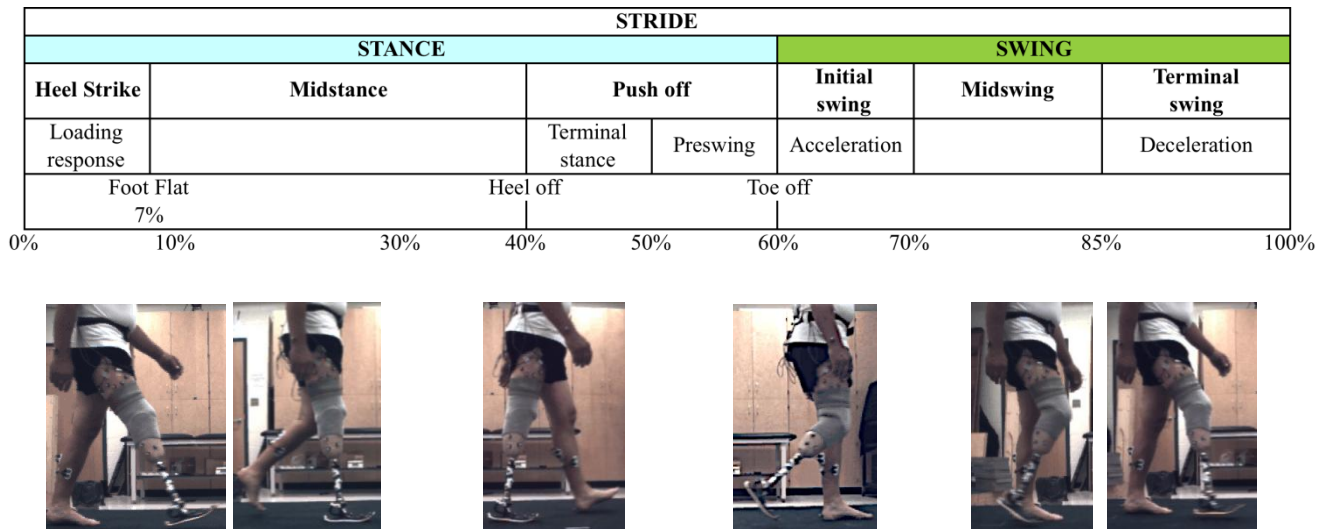 STRIDE
STANCE SWING
Heel Strike Midstance Push off Initial swing Midswing Terminal swing
Loading response Terminal stance Preswing Acceleration Deceleration
Foot Flat Heel off Toe off
7%
0% 10% 30% 40% 50% 60% 70% 85% 100%